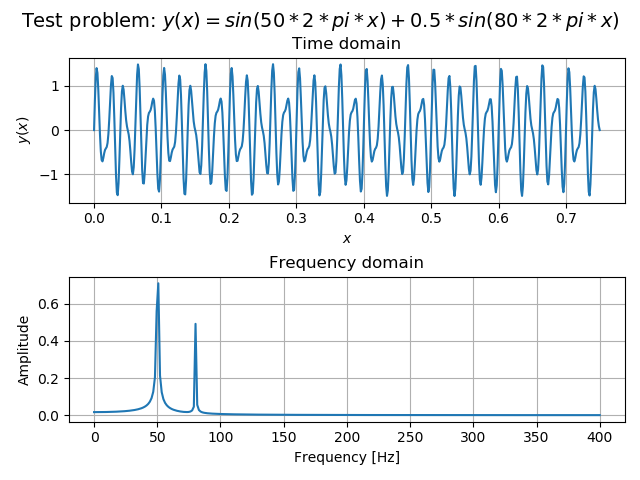 Test problem: y(x) = sin(50 * 2 * pi * x) + 0.5 * sin(80 * 2 * pi * x)
Time domain
1
0
−1
y(x)
0.0 0.1 0.2 0.3 0.4 0.5 0.6 0.7
x
Frequency domain
0.6
0.4
0.2
0.0
Amplitude
0 50 100 150 200 250 300 350 400
Frequency [Hz]